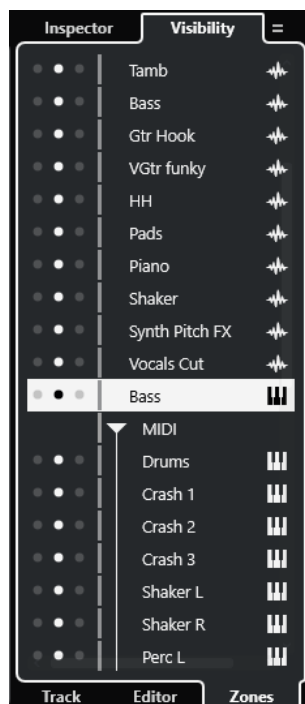 Inspector Visibility
Tamb
Bass
Gtr Hook
VGtr funky
HH
Pads
Piano
Shaker
Synth Pitch FX
Vocals Cut
Bass
MIDI
Drums
Crash 1
Crash 2
Crash 3
Shaker L
Shaker R
Perc L
Track Editor Zones